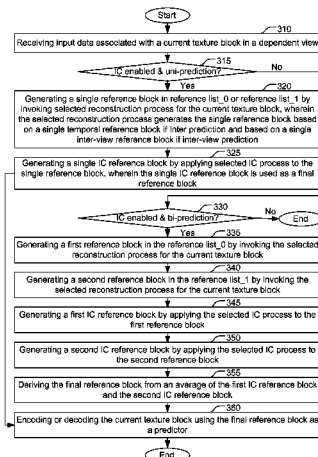 Start
310
Receiving input data associated with a current texture block in a dependent view
315
IC enabled & uni-prediction?
No
Yes
320
Generating a single reference block in reference list_0 or reference list_1 by
invoking selected reconstruction process for the current texture block, wherein
the selected reconstruction process generates the single reference block based
on a single temporal reference block if Inter prediction and based on a single
inter-view reference block if inter-view prediction
325
Generating a single IC reference block by applying selected IC process to the
single reference block, wherein the single IC reference block is used as a final
reference block
330
IC enabled & bi-prediction?
No
End
Yes
335
Generating a first reference block in the reference list_0 by invoking the selected
reconstruction process for the current texture block
340
Generating a second reference block in the reference list_1 by invoking the
selected reconstruction process for the current texture block
345
Generating a first IC reference block by applying the selected IC process to the
first reference block
350
Generating a second IC reference block by applying the selected IC process to
the second reference block
355
Deriving the final reference block from an average of the first IC reference block
and the second IC reference block
360
Encoding or decoding the current texture block using the final reference block as
a predictor
End